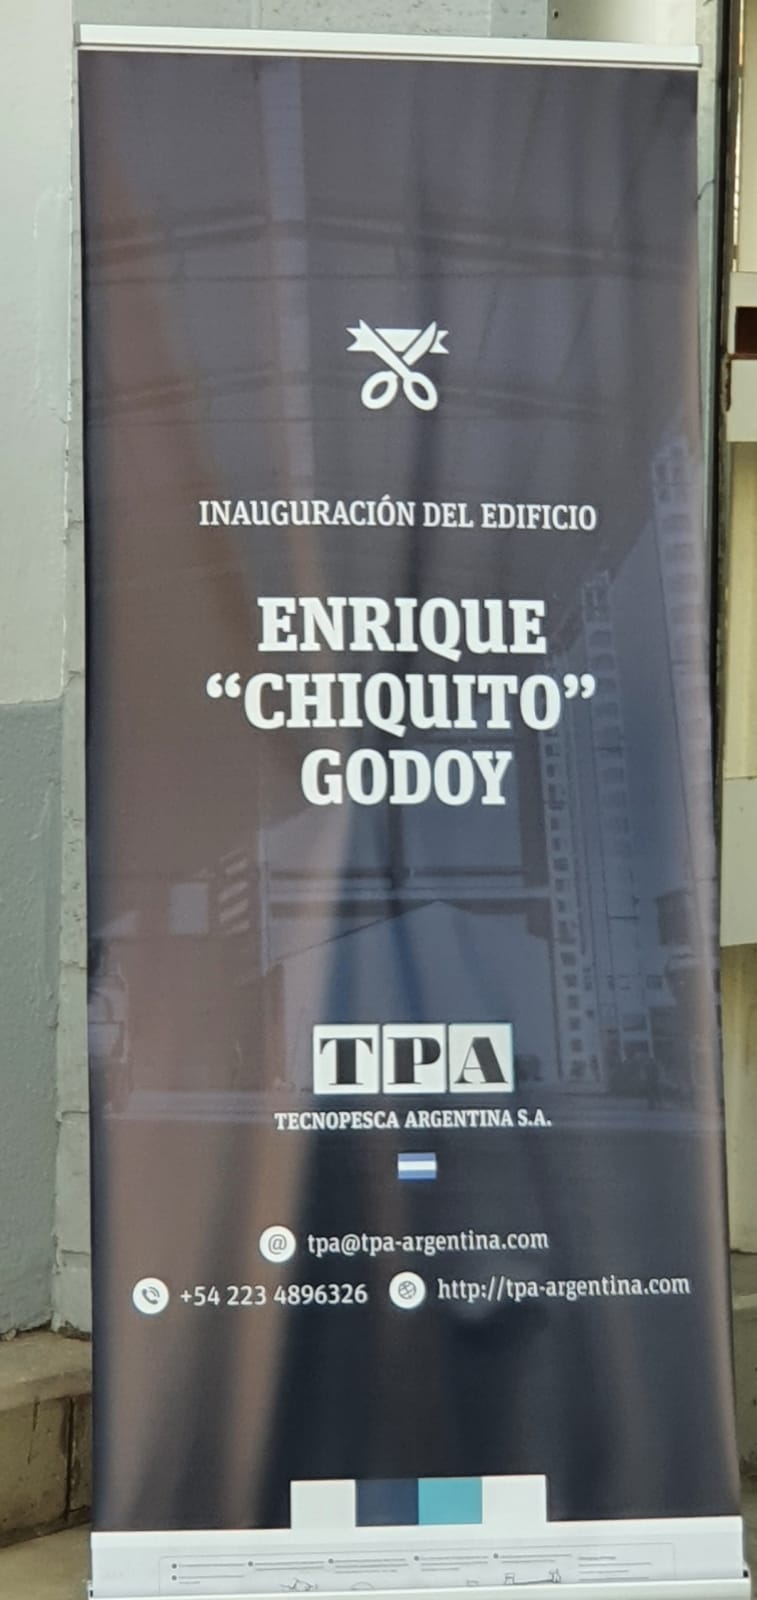 INAUGURACIÓN DEL EDIFICIO
ENRIQUE
“CHIQUITO”
GODOY
TPA
TECNOPESCA ARGENTINA S.A.
tpa@tpa-argentina.com
+54 223 4896326 http://tpa-argentina.com